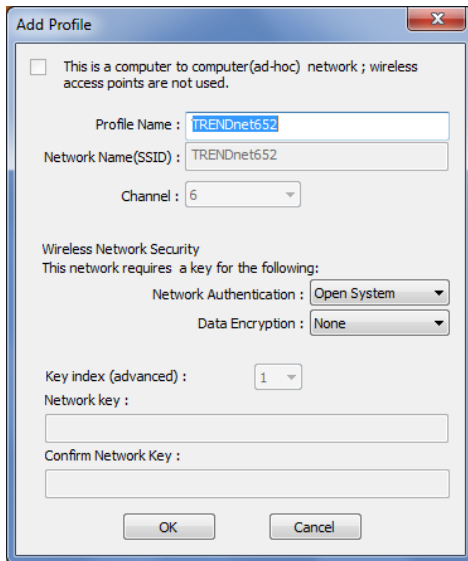 Add Profile
This is a computer to computer(ad-hoc) network ; wireless
access points are not used.
Profile Name : TRENDnet652
Network Name(SSID) : TRENDnet652
Channel : 6
Wireless Network Security
This network requires a key for the following:
Network Authentication : Open System
Data Encryption : None
Key index (advanced) : 1
Network key :
Confirm Network Key :
OK Cancel